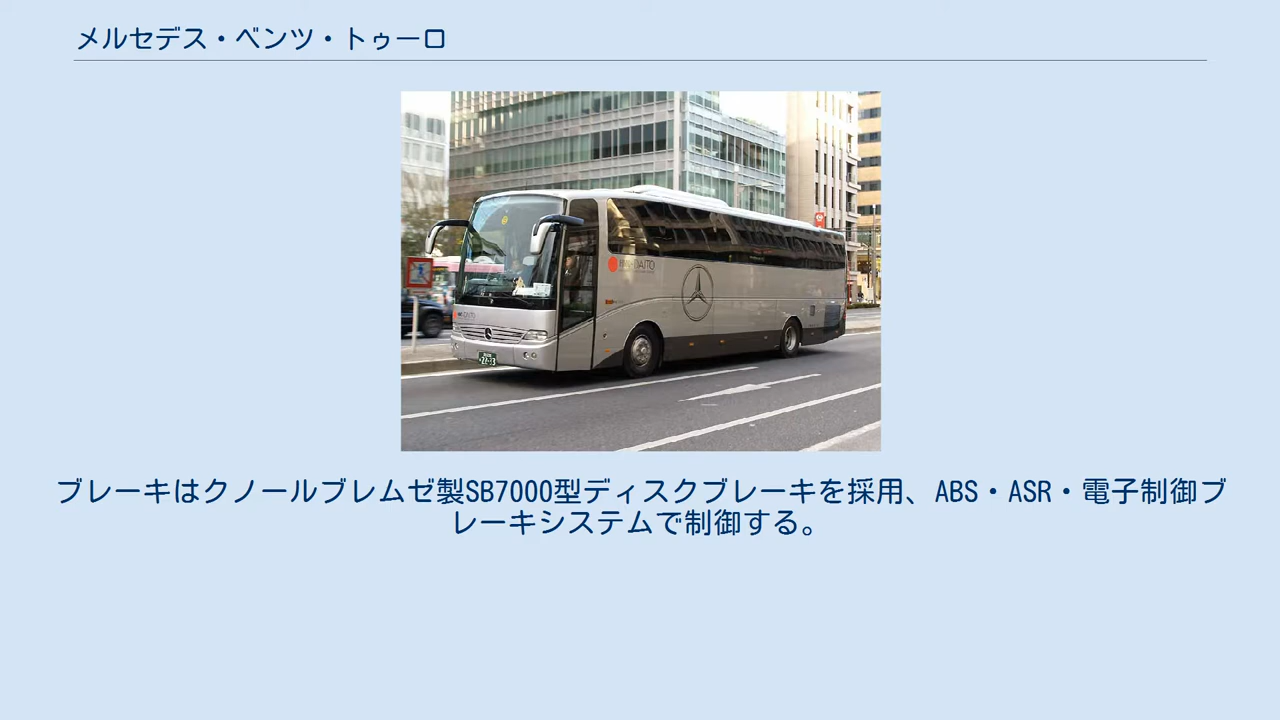 メルセデス・ベンツ・トゥーロ
DAITO
22-13
ブレーキはクノールブレムゼ製SB7000型ディスクブレーキを採用、ABS・ASR・電子制御ブ
レーキシステムで制御する。